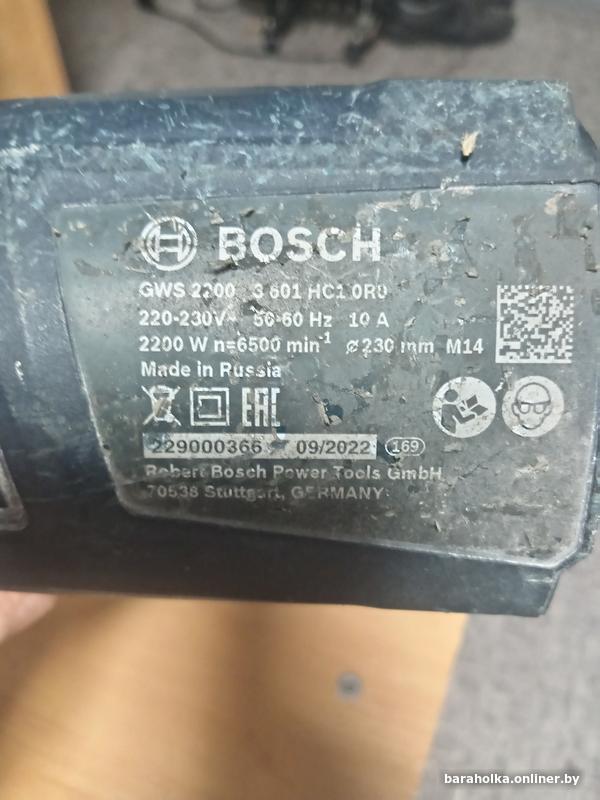 BOSCH
GWS 2200 3 601 HC1 0R0
220-230V~ 50-60 Hz 10 A
2200 W n=6500 min⁻¹ ⌀230 mm M14
Made in Russia
EAC
229000366 09/2022 169
Robert Bosch Power Tools GmbH
70538 Stuttgart, GERMANY
baraholka.onliner.by